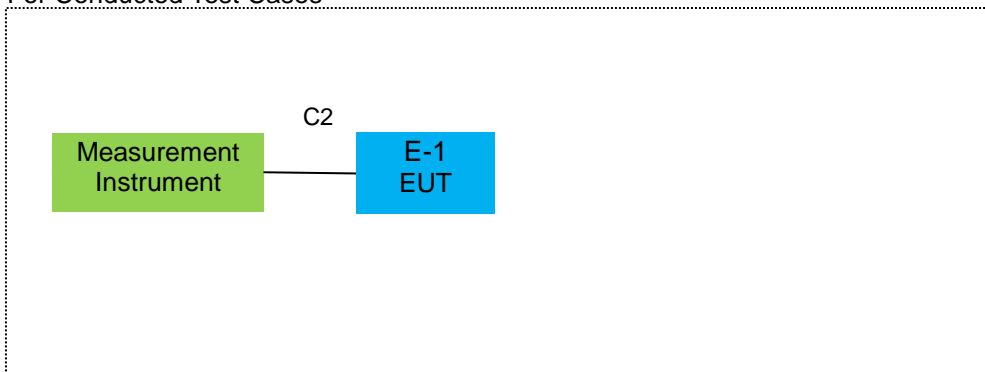 For Conducted Test Cases
C2
Measurement
Instrument
E-1
EUT